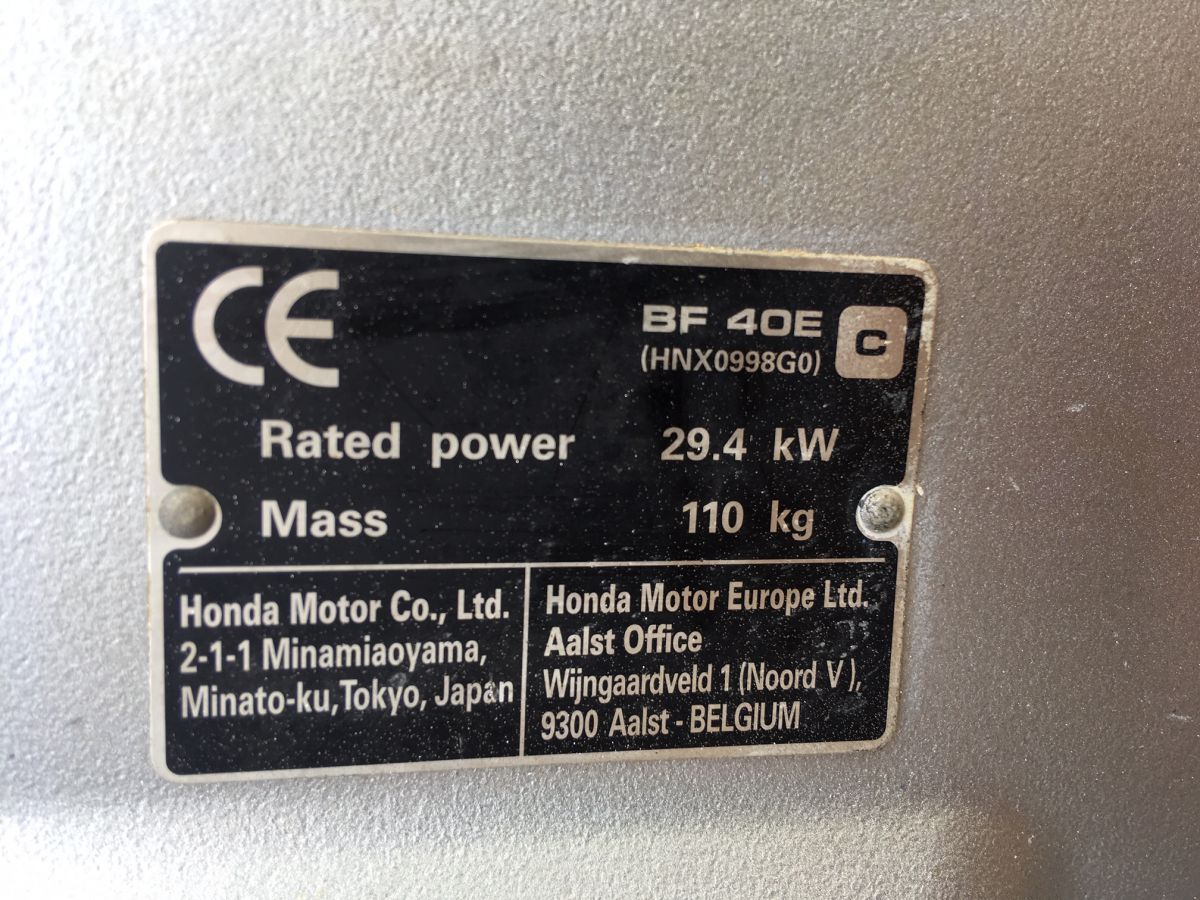 CE
BF 40E C
(HNX0998G0)
Rated power 29.4 kW
Mass 110 kg
Honda Motor Co., Ltd.
2-1-1 Minamiaoyama,
Minato-ku, Tokyo, Japan
Honda Motor Europe Ltd.
Aalst Office
Wijngaardveld 1 (Noord V),
9300 Aalst - BELGIUM